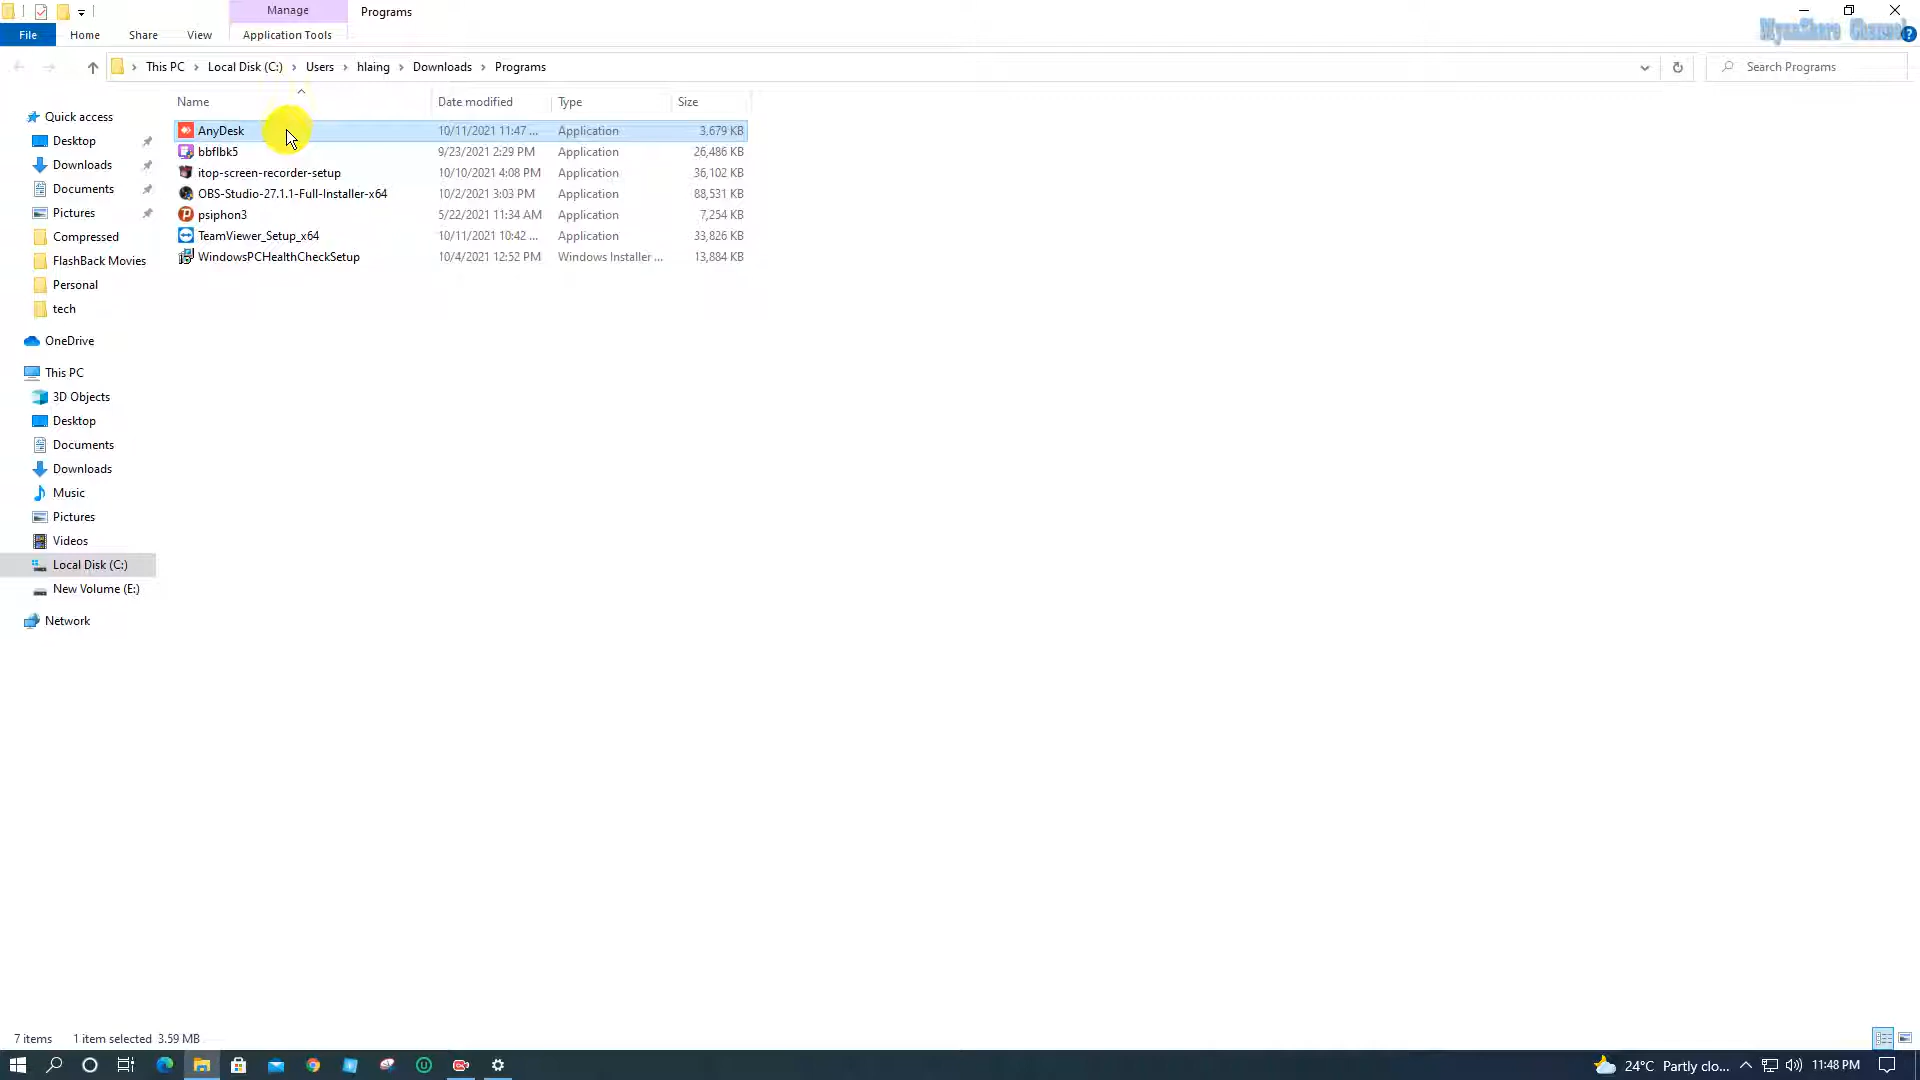 Manage Programs
MyanShare Channel
File Home Share View Application Tools
This PC Local Disk (C:) Users hlaing Downloads Programs Search Programs
Name Date modified Type Size
Quick access
Desktop
Downloads
Documents
Pictures
Compressed
FlashBack Movies
Personal
tech
OneDrive
This PC
3D Objects
Desktop
Documents
Downloads
Music
Pictures
Videos
Local Disk (C:)
New Volume (E:)
Network
AnyDesk 10/11/2021 11:47 ... Application 3,679 KB
bbflbk5 9/23/2021 2:29 PM Application 26,486 KB
itop-screen-recorder-setup 10/10/2021 4:08 PM Application 36,102 KB
OBS-Studio-27.1.1-Full-Installer-x64 10/2/2021 3:03 PM Application 88,531 KB
psiphon3 5/22/2021 11:34 AM Application 7,254 KB
TeamViewer_Setup_x64 10/11/2021 10:42 ... Application 33,826 KB
WindowsPCHealthCheckSetup 10/4/2021 12:52 PM Windows Installer ... 13,884 KB
7 items 1 item selected 3.59 MB
24°C Partly clo... 11:48 PM